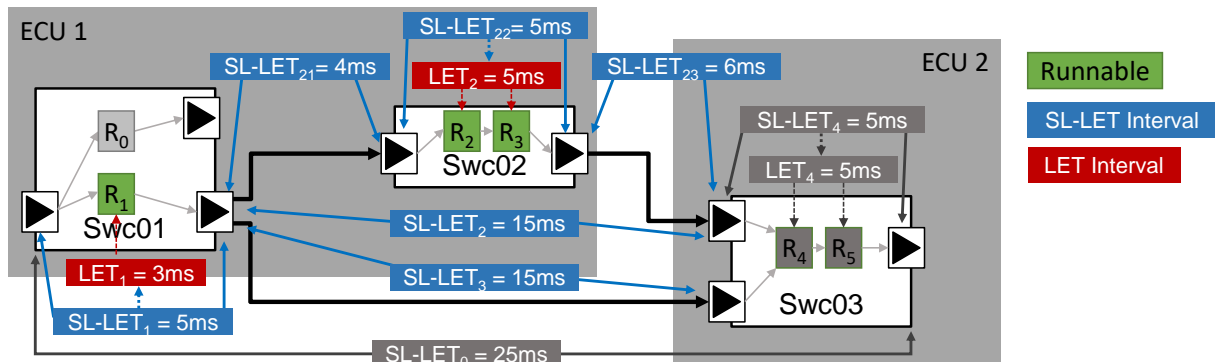 ECU 1
SL-LET22= 5ms
SL-LET21= 4ms
LET2 = 5ms
SL-LET23 = 6ms
ECU 2
Runnable
SL-LET Interval
LET Interval
R0
R2
R3
Swc02
SL-LET4 = 5ms
LET4 = 5ms
R1
Swc01
SL-LET2 = 15ms
R4
R5
LET1 = 3ms
SL-LET3 = 15ms
Swc03
SL-LET1 = 5ms
SL-LET0 = 25ms